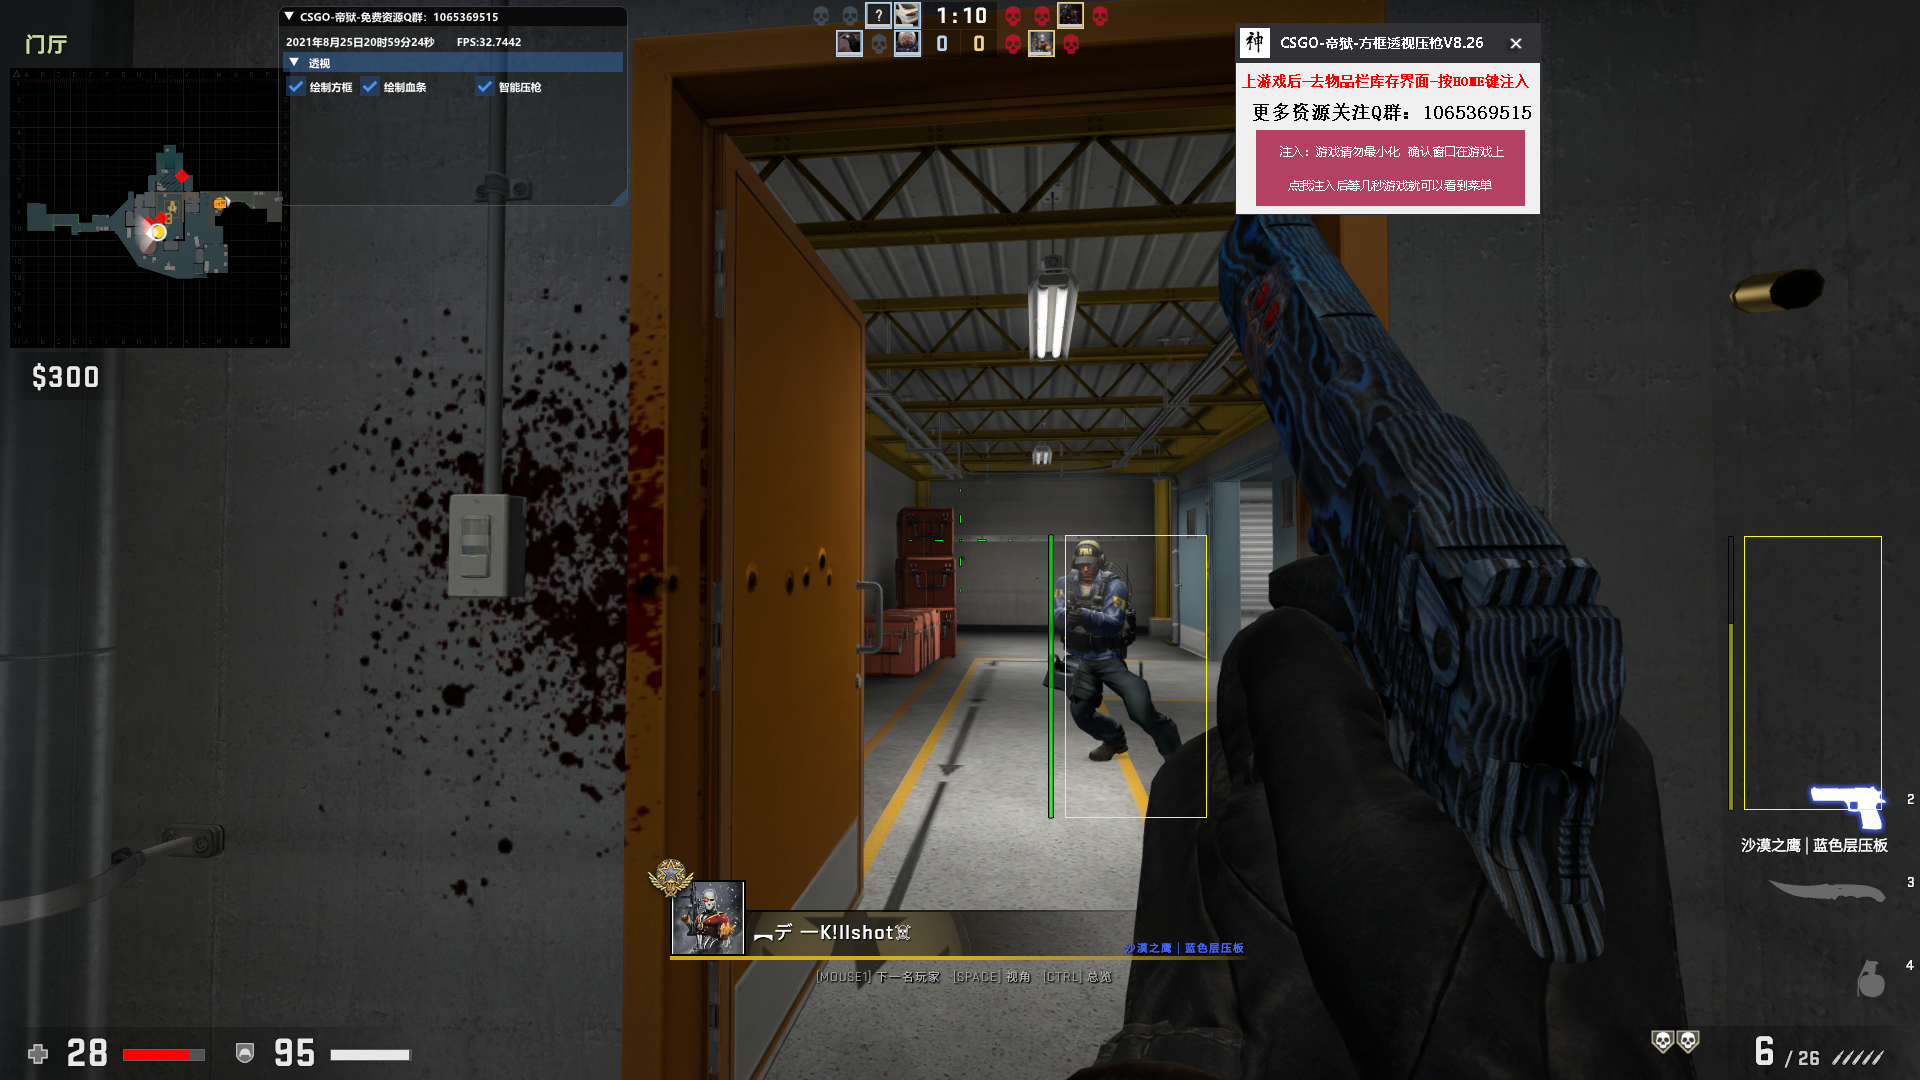 门厅
CSGO-帝狱-免费资源Q群：1065369515
2021年8月25日20时59分24秒 FPS:32.7442
透视
绘制方框 绘制血条 智能压枪
?
1:10
0 0
CSGO-帝狱-方框透视压枪V8.26
上游戏后-去物品栏库存界面-按HOME键注入
更多资源关注Q群：1065369515
注入：游戏请勿最小化 确认窗口在游戏上
点我注入后等几秒游戏就可以看到菜单
$300
FBI
2
沙漠之鹰 | 蓝色层压板
3
4
︻デ 一K!llshot☠
沙漠之鹰 | 蓝色层压板
[MOUSE1] 下一名玩家 [SPACE] 视角 [CTRL] 总览
28 95
6 / 26